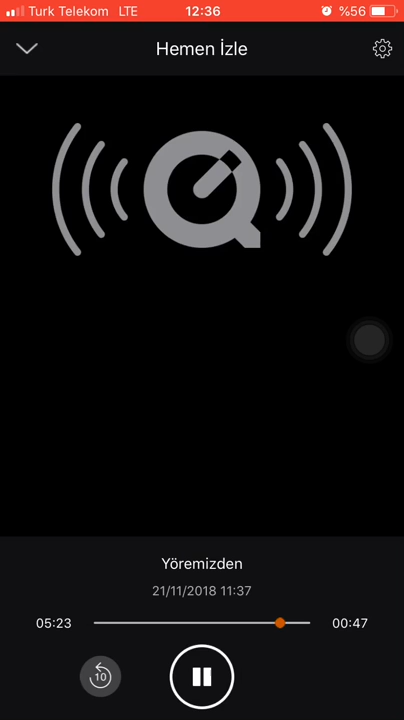 Turk Telekom LTE 12:36 %56
Hemen İzle
Yöremizden
21/11/2018 11:37
05:23 00:47
10